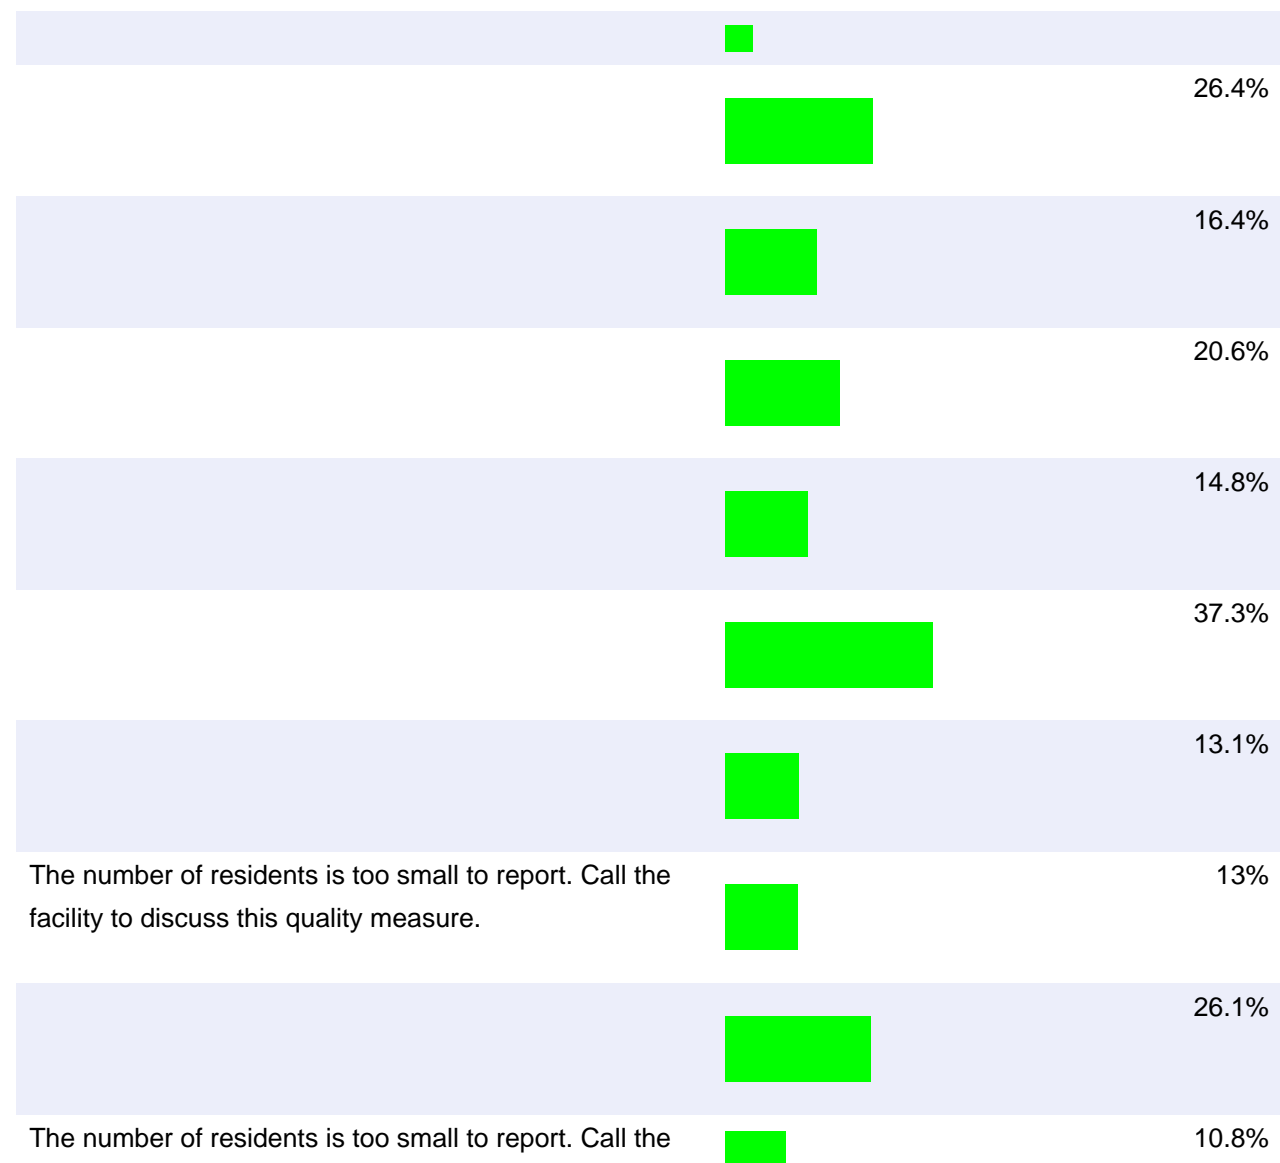 26.4%
16.4%
20.6%
14.8%
37.3%
13.1%
The number of residents is too small to report. Call the 13%
facility to discuss this quality measure.
26.1%
The number of residents is too small to report. Call the 10.8%